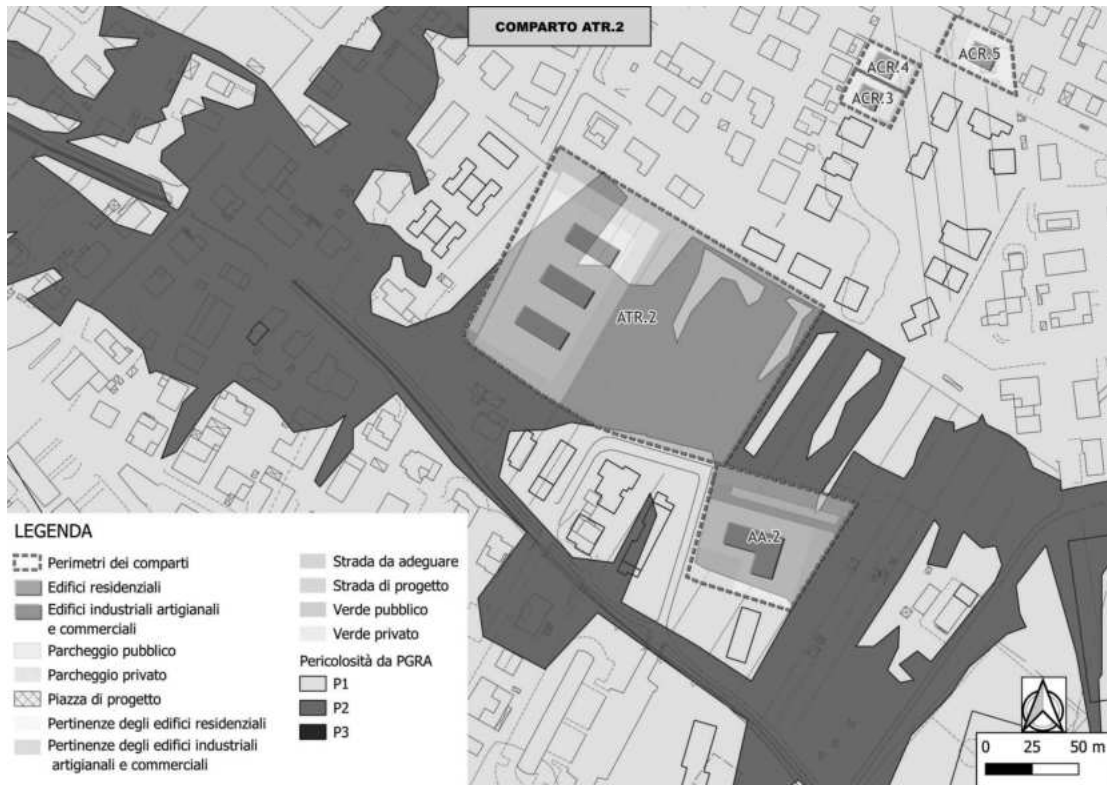 COMPARTO ATR.2
ACR.5
ACR.4
ACR.3
ATR.2
AA.2
LEGENDA
Perimetri dei comparti
Edifici residenziali
Edifici industriali artigianali
e commerciali
Parcheggio pubblico
Parcheggio privato
Piazza di progetto
Pertinenze degli edifici residenziali
Pertinenze degli edifici industriali
artigianali e commerciali
Strada da adeguare
Strada di progetto
Verde pubblico
Verde privato
Pericolosità da PGRA
P1
P2
P3
0 25 50 m